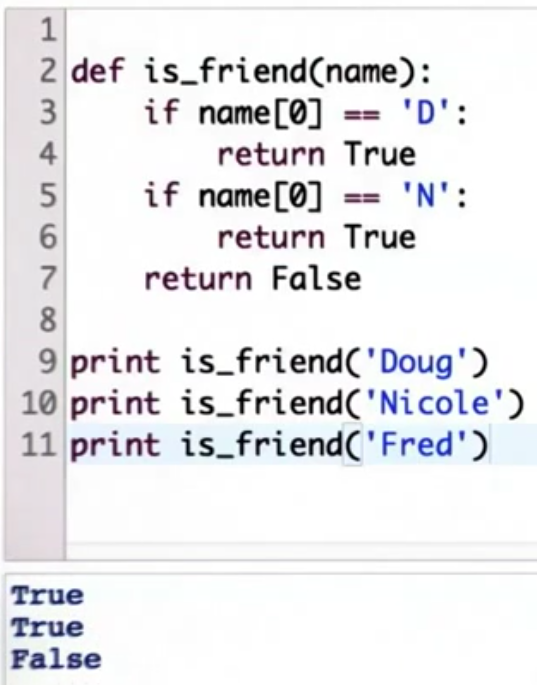 1
2 def is_friend(name):
3     if name[0] == 'D':
4         return True
5     if name[0] == 'N':
6         return True
7     return False
8
9 print is_friend('Doug')
10 print is_friend('Nicole')
11 print is_friend('Fred')
True
True
False